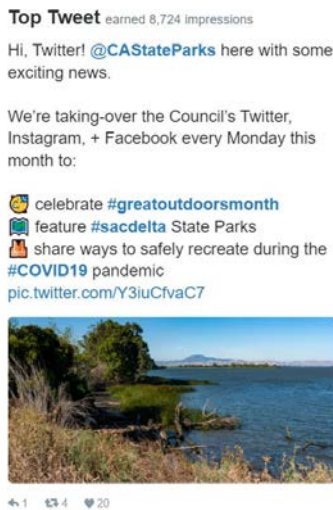 Top Tweet earned 8,724 impressions
Hi, Twitter! @CAStateParks here with some
exciting news.
We're taking-over the Council's Twitter,
Instagram, + Facebook every Monday this
month to:
celebrate #greatoutdoorsmonth
feature #sacdelta State Parks
share ways to safely recreate during the
#COVID19 pandemic
pic.twitter.com/Y3iuCfvaC7
1 4 20